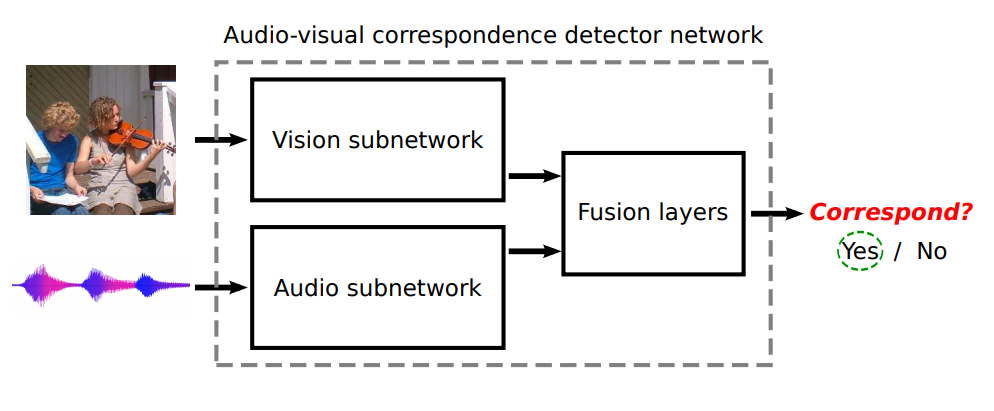 Audio-visual correspondence detector network
Vision subnetwork
Audio subnetwork
Fusion layers
Correspond?
Yes / No